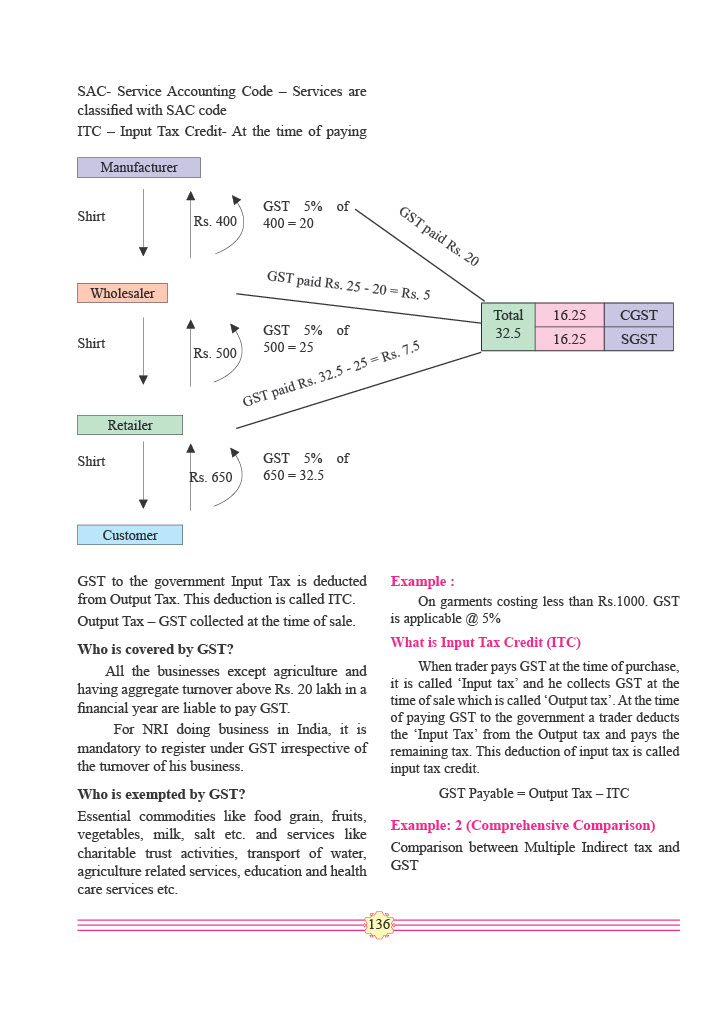 SAC- Service Accounting Code – Services are
classified with SAC code
ITC – Input Tax Credit- At the time of paying
Manufacturer
Shirt
Rs. 400
GST 5% of
400 = 20
GST paid Rs. 20
Wholesaler
GST paid Rs. 25 - 20 = Rs. 5
Total
32.5
16.25
CGST
16.25
SGST
Shirt
Rs. 500
GST 5% of
500 = 25
GST paid Rs. 32.5 - 25 = Rs. 7.5
Retailer
Shirt
Rs. 650
GST 5% of
650 = 32.5
Customer
GST to the government Input Tax is deducted
from Output Tax. This deduction is called ITC.
Output Tax – GST collected at the time of sale.
Who is covered by GST?
All the businesses except agriculture and
having aggregate turnover above Rs. 20 lakh in a
financial year are liable to pay GST.
For NRI doing business in India, it is
mandatory to register under GST irrespective of
the turnover of his business.
Who is exempted by GST?
Essential commodities like food grain, fruits,
vegetables, milk, salt etc. and services like
charitable trust activities, transport of water,
agriculture related services, education and health
care services etc.
Example :
On garments costing less than Rs.1000. GST
is applicable @ 5%
What is Input Tax Credit (ITC)
When trader pays GST at the time of purchase,
it is called ‘Input tax’ and he collects GST at the
time of sale which is called ‘Output tax’. At the time
of paying GST to the government a trader deducts
the ‘Input Tax’ from the Output tax and pays the
remaining tax. This deduction of input tax is called
input tax credit.
GST Payable = Output Tax – ITC
Example: 2 (Comprehensive Comparison)
Comparison between Multiple Indirect tax and
GST
136